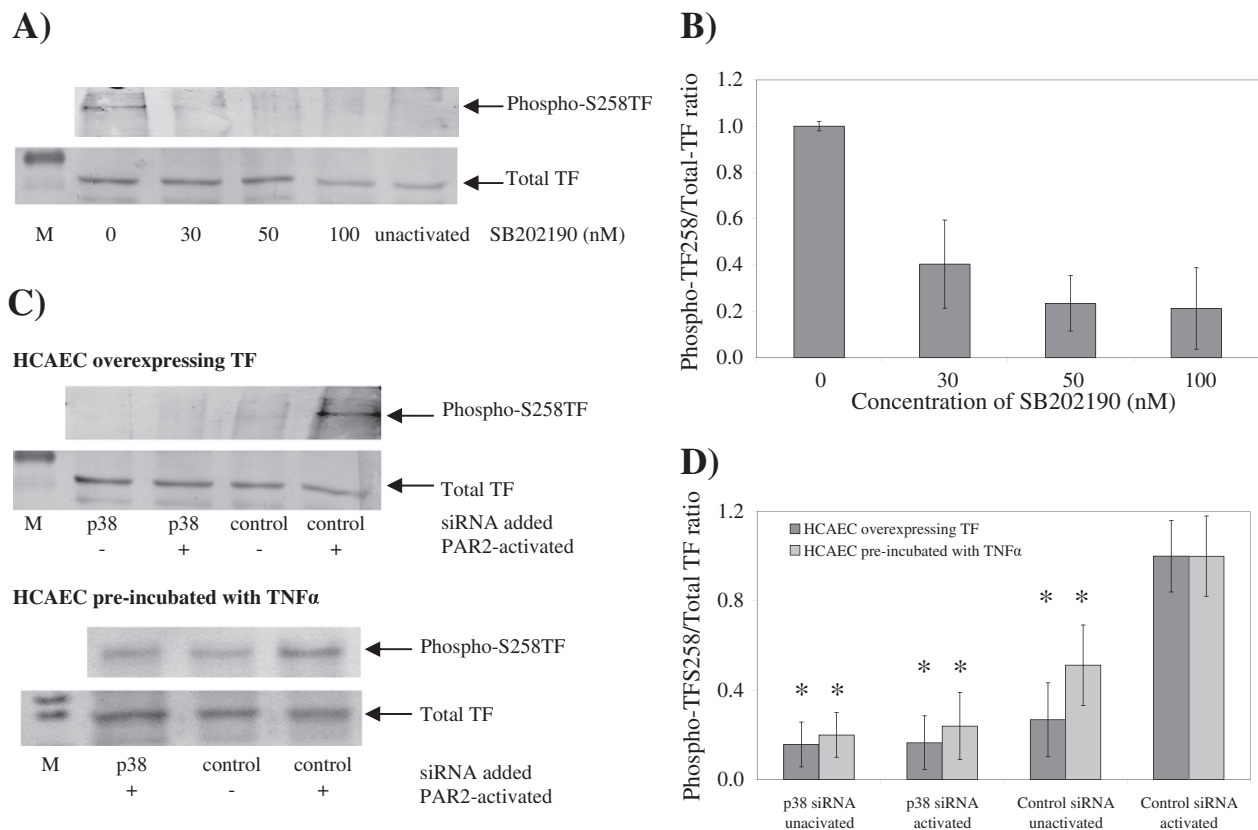 A)
Phospho-S258TF
Total TF
M 0 30 50 100 unactivated SB202190 (nM)
B)
Phospho-TF258/Total-TF ratio
1.2
1.0
0.8
0.6
0.4
0.2
0.0
0 30 50 100
Concentration of SB202190 (nM)
C)
HCAEC overexpressing TF
Phospho-S258TF
Total TF
M p38 p38 control control siRNA added
- + - + PAR2-activated
HCAEC pre-incubated with TNFα
Phospho-S258TF
Total TF
M p38 control control siRNA added
+ - + PAR2-activated
D)
Phospho-TFS258/Total TF ratio
1.2
0.8
0.4
0.0
HCAEC overexpressing TF
HCAEC pre-incubated with TNFα
* *
* *
* *
p38 siRNA unactivated
p38 siRNA activated
Control siRNA unactivated
Control siRNA activated